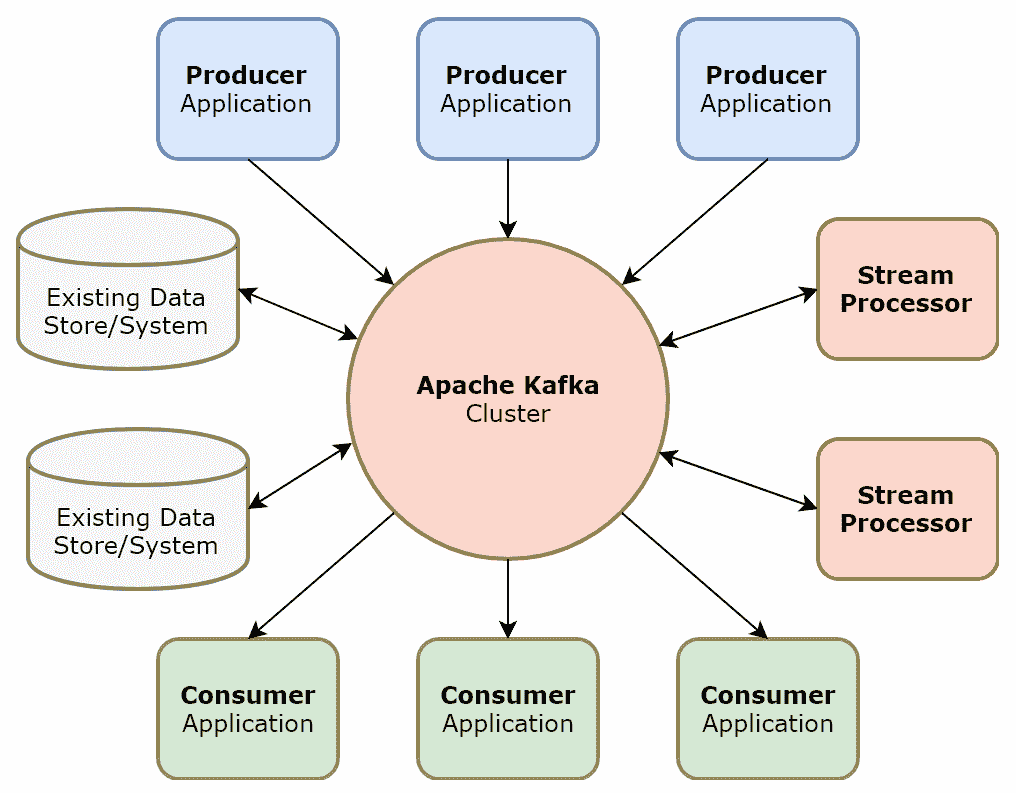 Producer
Application
Producer
Application
Producer
Application
Existing Data
Store/System
Stream
Processor
Apache Kafka
Cluster
Existing Data
Store/System
Stream
Processor
Consumer
Application
Consumer
Application
Consumer
Application